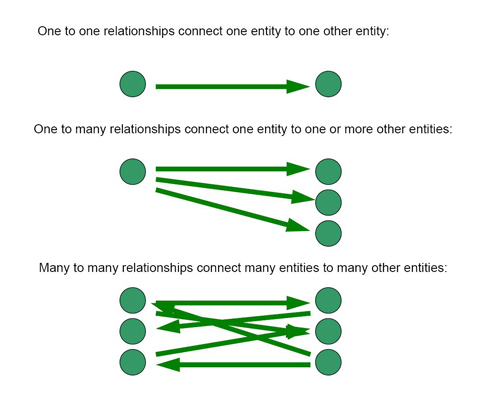 One to one relationships connect one entity to one other entity:
One to many relationships connect one entity to one or more other entities:
Many to many relationships connect many entities to many other entities: